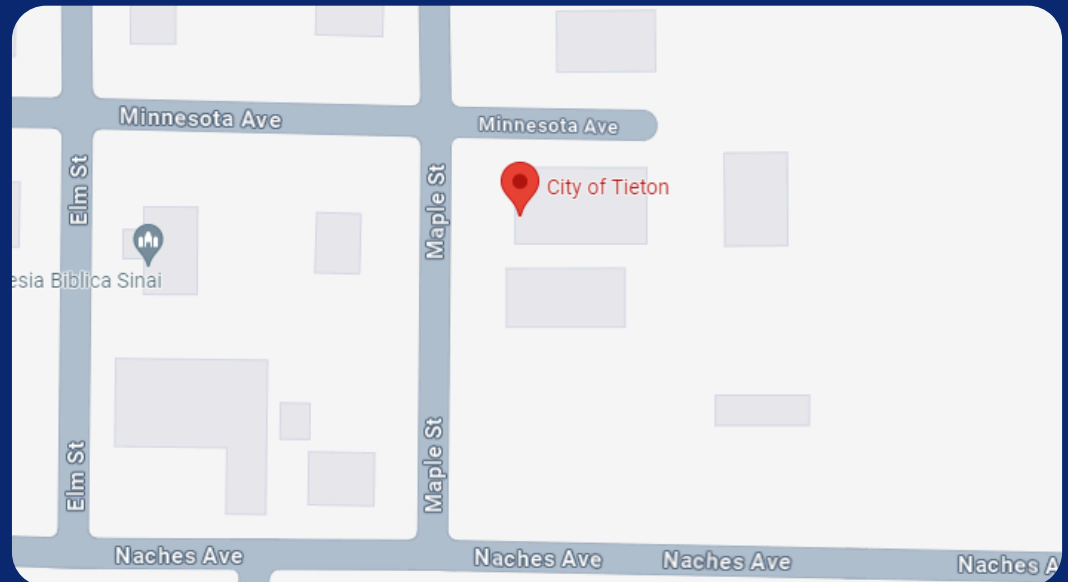 Minnesota Ave
Minnesota Ave
Elm St
Maple St
City of Tieton
esia Biblica Sinai
Elm St
Maple St
Naches Ave
Naches Ave
Naches Ave
Naches A